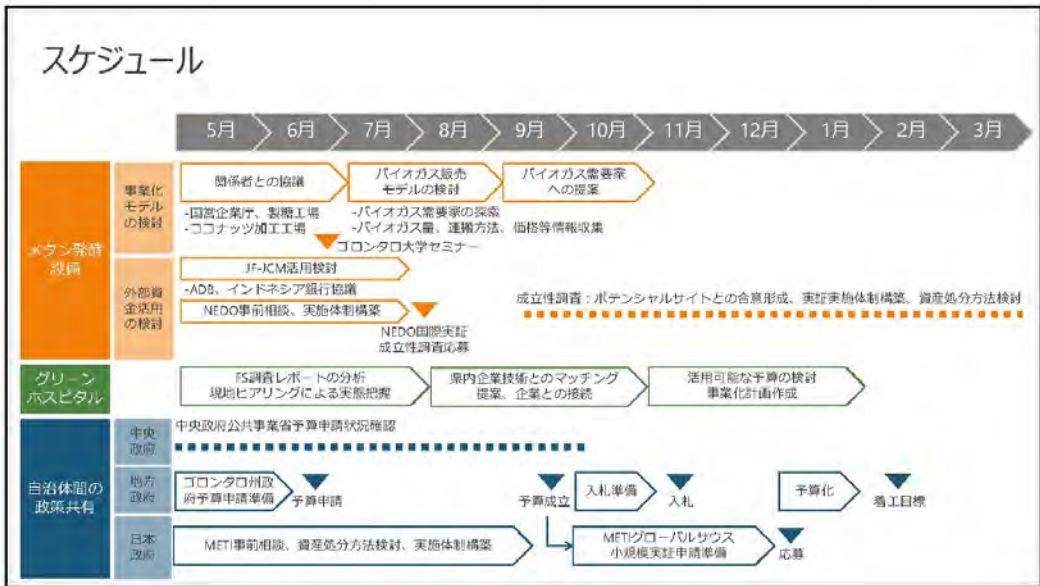 スケジュール
5月
6月
7月
8月
9月
10月
11月
12月
1月
2月
3月
メタン発酵
設備
事業化
モデル
の検討
関係者との協議
バイオガス販売
モデルの検討
バイオガス需要家
への提案
-国営企業庁、製糖工場
-ココナッツ加工工場
-バイオガス需要家の探索
-バイオガス量、運搬方法、価格等情報収集
ゴロンタロ大学セミナー
外部資
金活用
の検討
JF-JCM活用検討
-ADB、インドネシア銀行協議
NEDO事前相談、実施体制構築
NEDO国際実証
成立性調査応募
成立性調査：ポテンシャルサイトとの合意形成、実証実施体制構築、資産処分方法検討
グリーン
ホスピタル
FS調査レポートの分析
現地ヒアリングによる実態把握
県内企業技術とのマッチング
提案、企業との接続
活用可能な予算の検討
事業化計画作成
自治体間の
政策共有
中央
政府
中央政府公共事業省予算申請状況確認
地方
政府
ゴロンタロ州政
府予算申請準備
予算申請
予算成立
入札準備
入札
予算化
着工目標
日本
政府
METI事前相談、資産処分方法検討、実施体制構築
METIグローバルサウス
小規模実証申請準備
応募